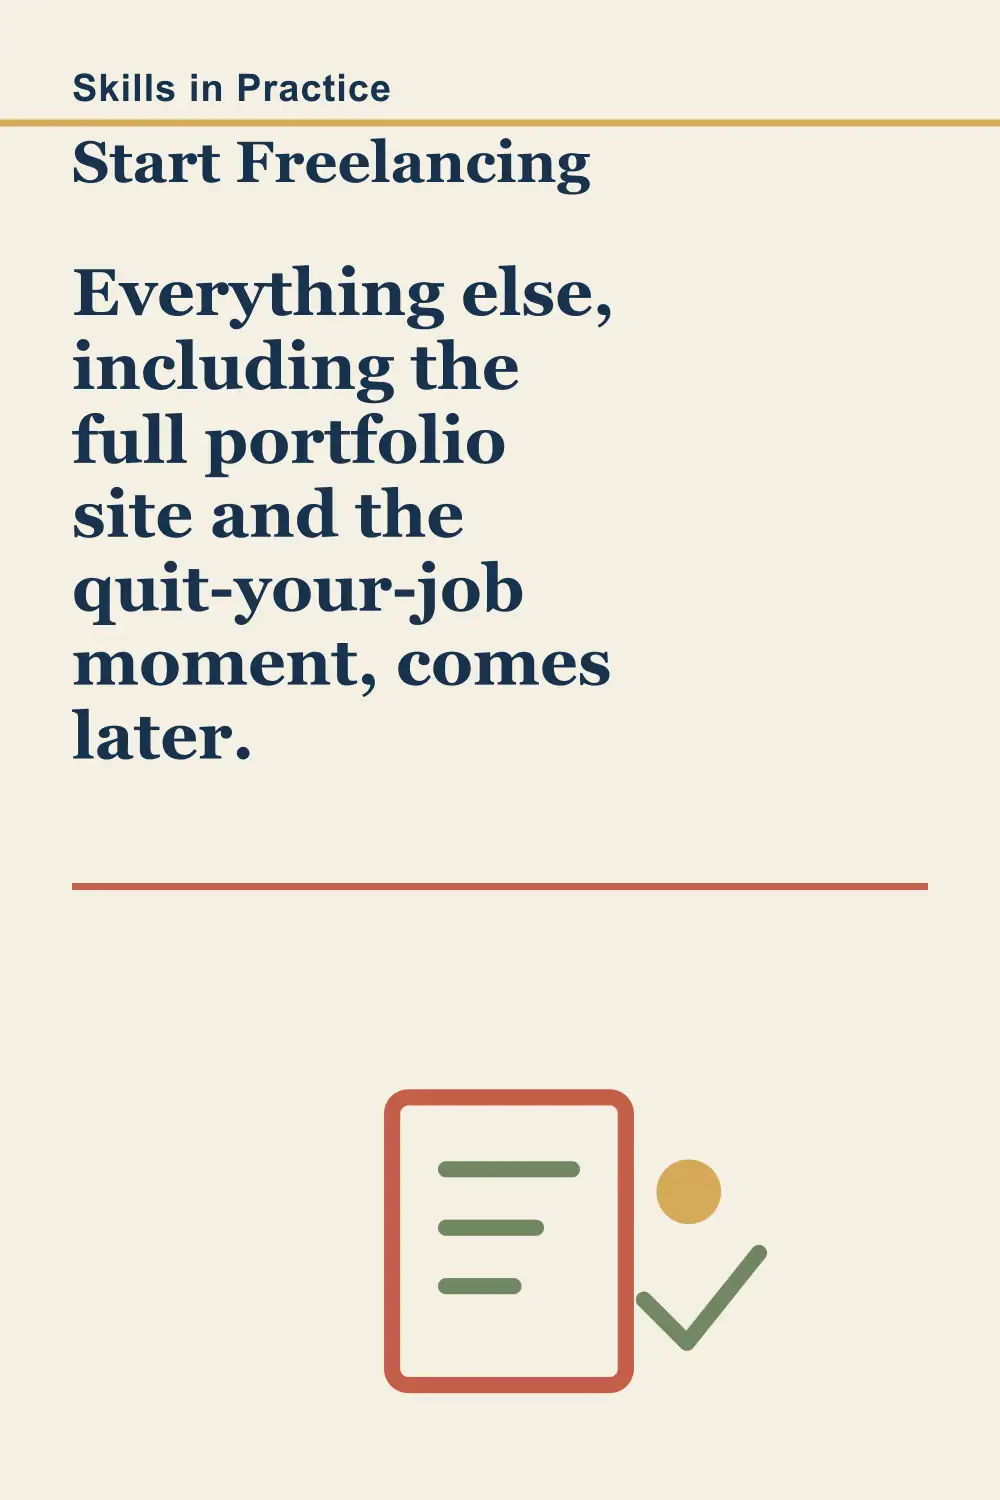 Skills in Practice
Start Freelancing
Everything else,
including the
full portfolio
site and the
quit-your-job
moment, comes
later.